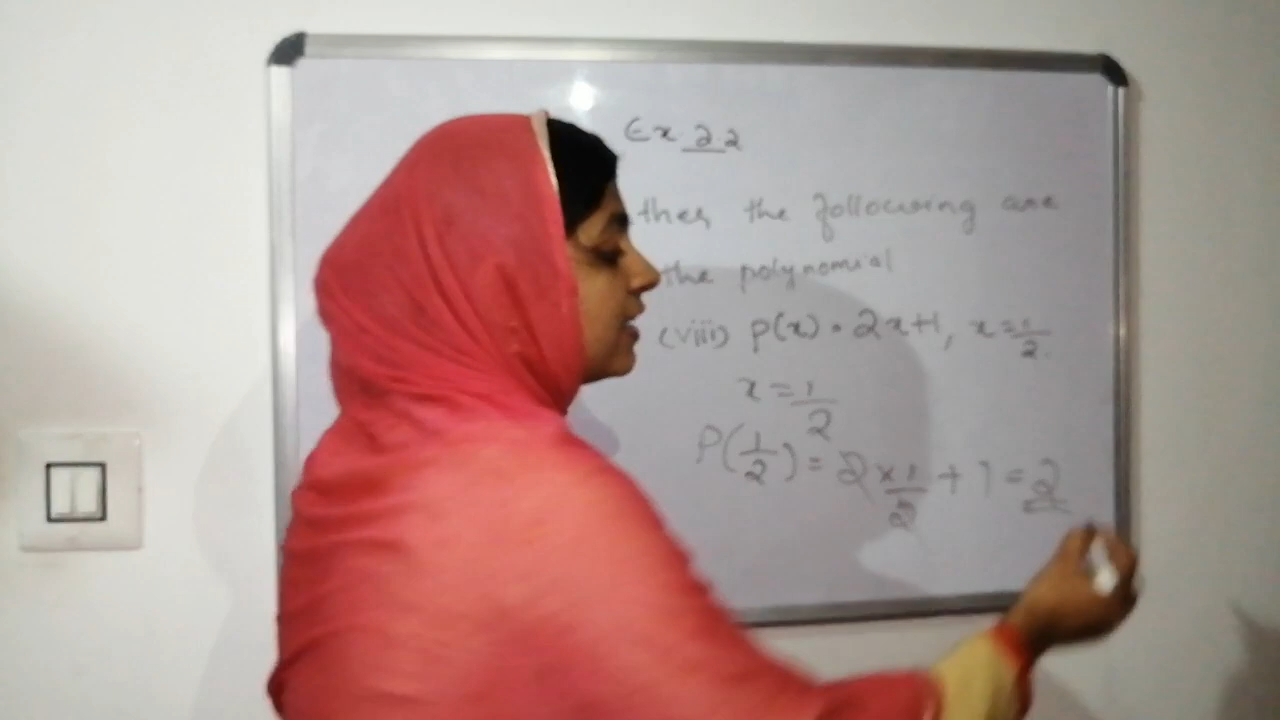 Ex. 2.2
ther the following are
the polynomial
(viii) p(x) = 2x+1, x = 1/2.
x = 1/2
P(1/2) = 2 x 1/2 + 1 = 2